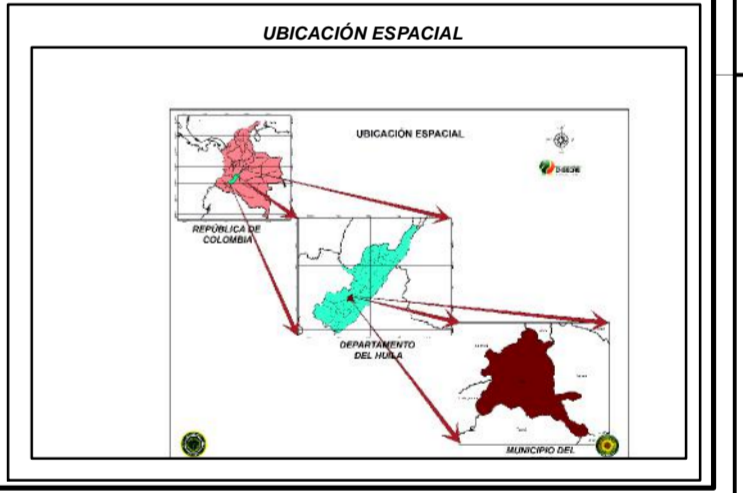 UBICACIÓN ESPACIAL
UBICACIÓN ESPACIAL
REPÚBLICA DE
COLOMBIA
DEPARTAMENTO
DEL HUILA
MUNICIPIO DEL